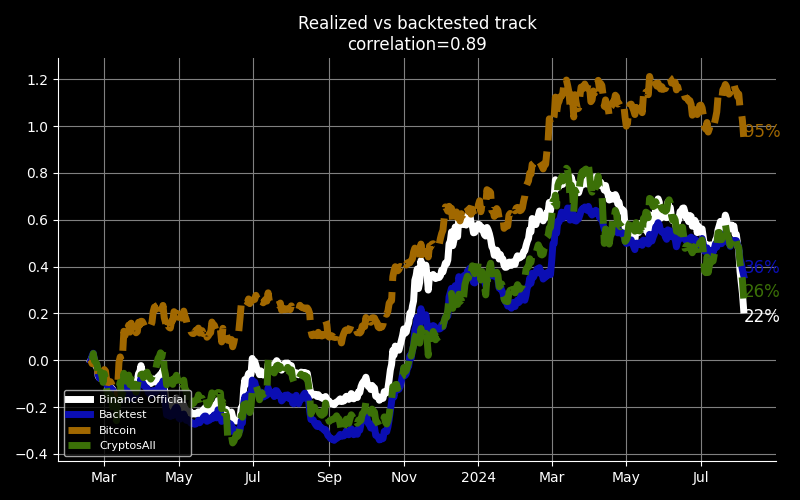 Realized vs backtested track
correlation=0.89
1.2
1.0
0.8
0.6
0.4
0.2
0.0
−0.2
−0.4
95%
36%
26%
22%
Binance Official
Backtest
Bitcoin
CryptosAll
Mar May Jul Sep Nov 2024 Mar May Jul